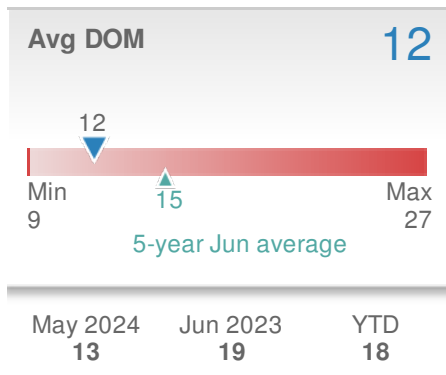 Avg DOM 12
12
Min Max
9 15 27
5-year Jun average
May 2024 Jun 2023 YTD
13 19 18